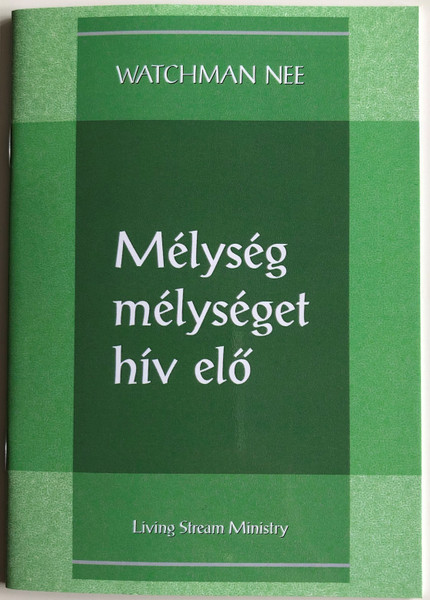 WATCHMAN NEE
Mélység
mélységet
hív elő
Living Stream Ministry